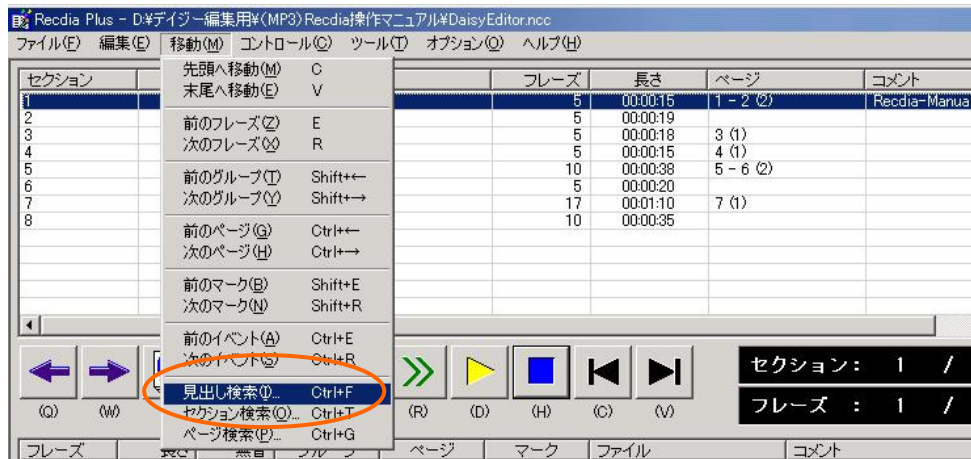 Recdia Plus - D:¥デイジー編集用¥(MP3)Recdia操作マニュアル¥DaisyEditor.ncc
ファイル(F) 編集(E) 移動(M) コントロール(C) ツール(T) オプション(O) ヘルプ(H)
セクション フレーズ 長さ ページ コメント
1 5 00:00:15 1 - 2 (2) Recdia-Manua
2 5 00:00:19
3 5 00:00:18 3 (1)
4 5 00:00:15 4 (1)
5 10 00:00:38 5 - 6 (2)
6 5 00:00:20
7 17 00:01:10 7 (1)
8 10 00:00:35
先頭へ移動(M) C
末尾へ移動(E) V
前のフレーズ(Z) E
次のフレーズ(X) R
前のグループ(T) Shift+←
次のグループ(Y) Shift+→
前のページ(G) Ctrl+←
次のページ(H) Ctrl+→
前のマーク(B) Shift+E
次のマーク(N) Shift+R
前のイベント(A) Ctrl+E
次のイベント(S) Ctrl+R
見出し検索(I)... Ctrl+F
セクション検索(O)... Ctrl+T
ページ検索(P)... Ctrl+G
セクション: 1 /
フレーズ : 1 /
(Q) (W) (R) (D) (H) (C) (V)
フレーズ 長さ 無音 グループ ページ マーク ファイル コメント